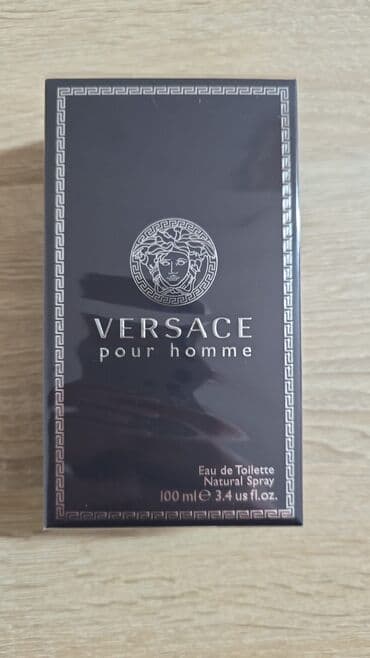 VERSACE
pour homme
Eau de Toilette
Natural Spray
100 ml ℮ 3.4 us fl.oz.